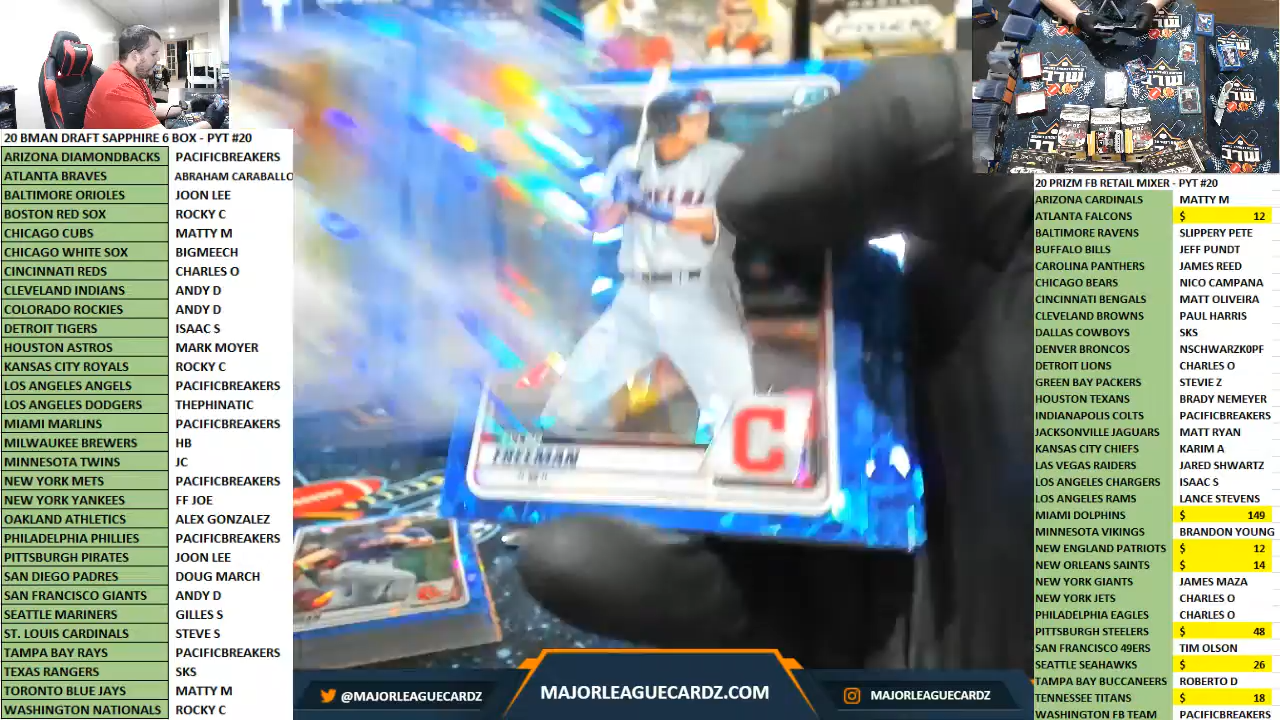 20 BMAN DRAFT SAPPHIRE 6 BOX - PYT #20
ARIZONA DIAMONDBACKS PACIFICBREAKERS
ATLANTA BRAVES ABRAHAM CARABALLO
BALTIMORE ORIOLES JOON LEE
BOSTON RED SOX ROCKY C
CHICAGO CUBS MATTY M
CHICAGO WHITE SOX BIGMEECH
CINCINNATI REDS CHARLES O
CLEVELAND INDIANS ANDY D
COLORADO ROCKIES ANDY D
DETROIT TIGERS ISAAC S
HOUSTON ASTROS MARK MOYER
KANSAS CITY ROYALS ROCKY C
LOS ANGELES ANGELS PACIFICBREAKERS
LOS ANGELES DODGERS THEPHINATIC
MIAMI MARLINS PACIFICBREAKERS
MILWAUKEE BREWERS HB
MINNESOTA TWINS JC
NEW YORK METS PACIFICBREAKERS
NEW YORK YANKEES FF JOE
OAKLAND ATHLETICS ALEX GONZALEZ
PHILADELPHIA PHILLIES PACIFICBREAKERS
PITTSBURGH PIRATES JOON LEE
SAN DIEGO PADRES DOUG MARCH
SAN FRANCISCO GIANTS ANDY D
SEATTLE MARINERS GILLES S
ST. LOUIS CARDINALS STEVE S
TAMPA BAY RAYS PACIFICBREAKERS
TEXAS RANGERS SKS
TORONTO BLUE JAYS MATTY M
WASHINGTON NATIONALS ROCKY C
FREEMAN
C
@MAJORLEAGUECARDZ
MAJORLEAGUECARDZ.COM
MAJORLEAGUECARDZ
20 PRIZM FB RETAIL MIXER - PYT #20
ARIZONA CARDINALS MATTY M
ATLANTA FALCONS $ 12
BALTIMORE RAVENS SLIPPERY PETE
BUFFALO BILLS JEFF PUNDT
CAROLINA PANTHERS JAMES REED
CHICAGO BEARS NICO CAMPANA
CINCINNATI BENGALS MATT OLIVEIRA
CLEVELAND BROWNS PAUL HARRIS
DALLAS COWBOYS SKS
DENVER BRONCOS NSCHWARZK0PF
DETROIT LIONS CHARLES O
GREEN BAY PACKERS STEVIE Z
HOUSTON TEXANS BRADY NEMEYER
INDIANAPOLIS COLTS PACIFICBREAKERS
JACKSONVILLE JAGUARS MATT RYAN
KANSAS CITY CHIEFS KARIM A
LAS VEGAS RAIDERS JARED SHWARTZ
LOS ANGELES CHARGERS ISAAC S
LOS ANGELES RAMS LANCE STEVENS
MIAMI DOLPHINS $ 149
MINNESOTA VIKINGS BRANDON YOUNG
NEW ENGLAND PATRIOTS $ 12
NEW ORLEANS SAINTS $ 14
NEW YORK GIANTS JAMES MAZA
NEW YORK JETS CHARLES O
PHILADELPHIA EAGLES CHARLES O
PITTSBURGH STEELERS $ 48
SAN FRANCISCO 49ERS TIM OLSON
SEATTLE SEAHAWKS $ 26
TAMPA BAY BUCCANEERS ROBERTO D
TENNESSEE TITANS $ 18
WASHINGTON FB TEAM PACIFICBREAKERS